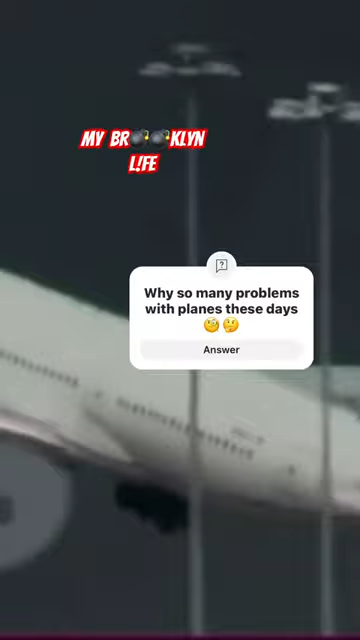 MY BR💣💣KLYN
L!FE
Why so many problems
with planes these days
🧐🤔
Answer